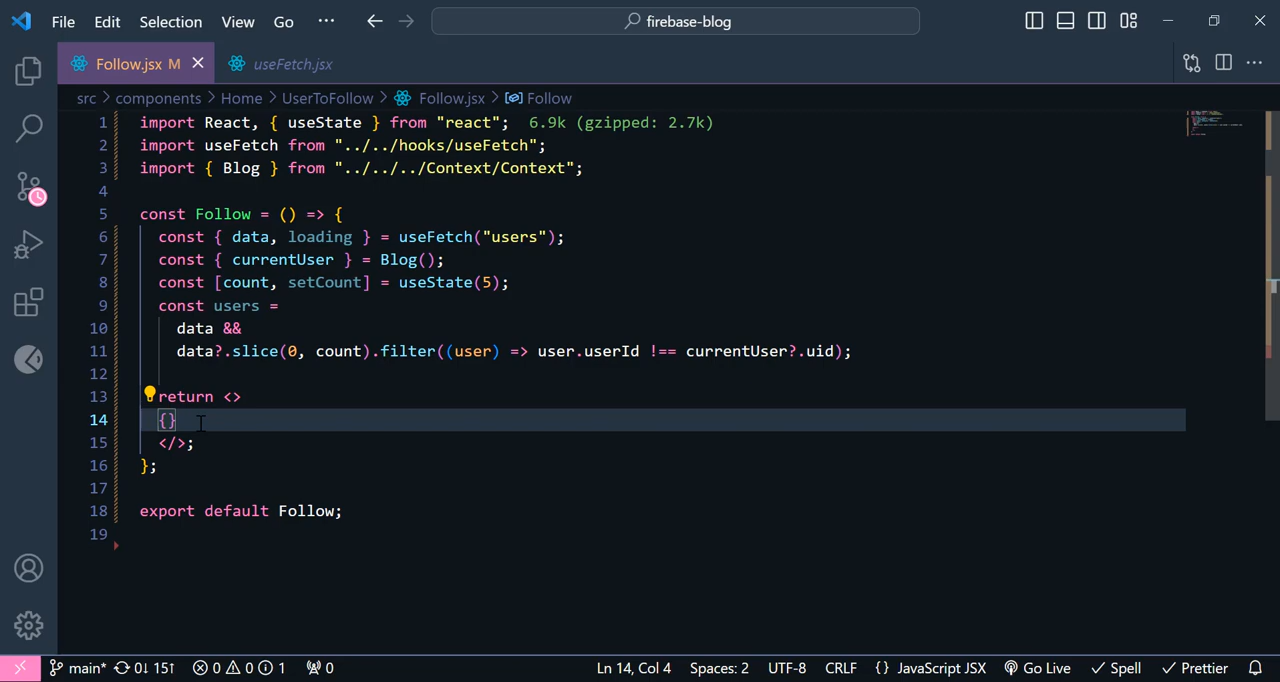 File Edit Selection View Go ··· firebase-blog
Follow.jsx M useFetch.jsx
src > components > Home > UserToFollow > Follow.jsx > Follow
1 import React, { useState } from "react"; 6.9k (gzipped: 2.7k)
2 import useFetch from "../../hooks/useFetch";
3 import { Blog } from "../../../Context/Context";
4
5 const Follow = () => {
6 const { data, loading } = useFetch("users");
7 const { currentUser } = Blog();
8 const [count, setCount] = useState(5);
9 const users =
10 data &&
11 data?.slice(0, count).filter((user) => user.userId !== currentUser?.uid);
12
13 return <>
14 {}
15 </>;
16 };
17
18 export default Follow;
19
main* 0↓ 15↑ 0 0 1 0 Ln 14, Col 4 Spaces: 2 UTF-8 CRLF {} JavaScript JSX Go Live Spell Prettier